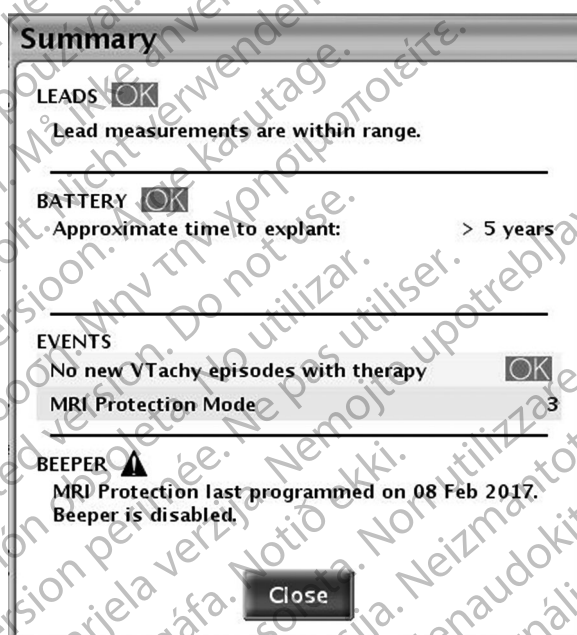 Summary
LEADS OK
Lead measurements are within range.
BATTERY OK
Approximate time to explant: > 5 years
EVENTS
No new VTachy episodes with therapy OK
MRI Protection Mode 3
BEEPER
MRI Protection last programmed on 08 Feb 2017.
Beeper is disabled.
Close